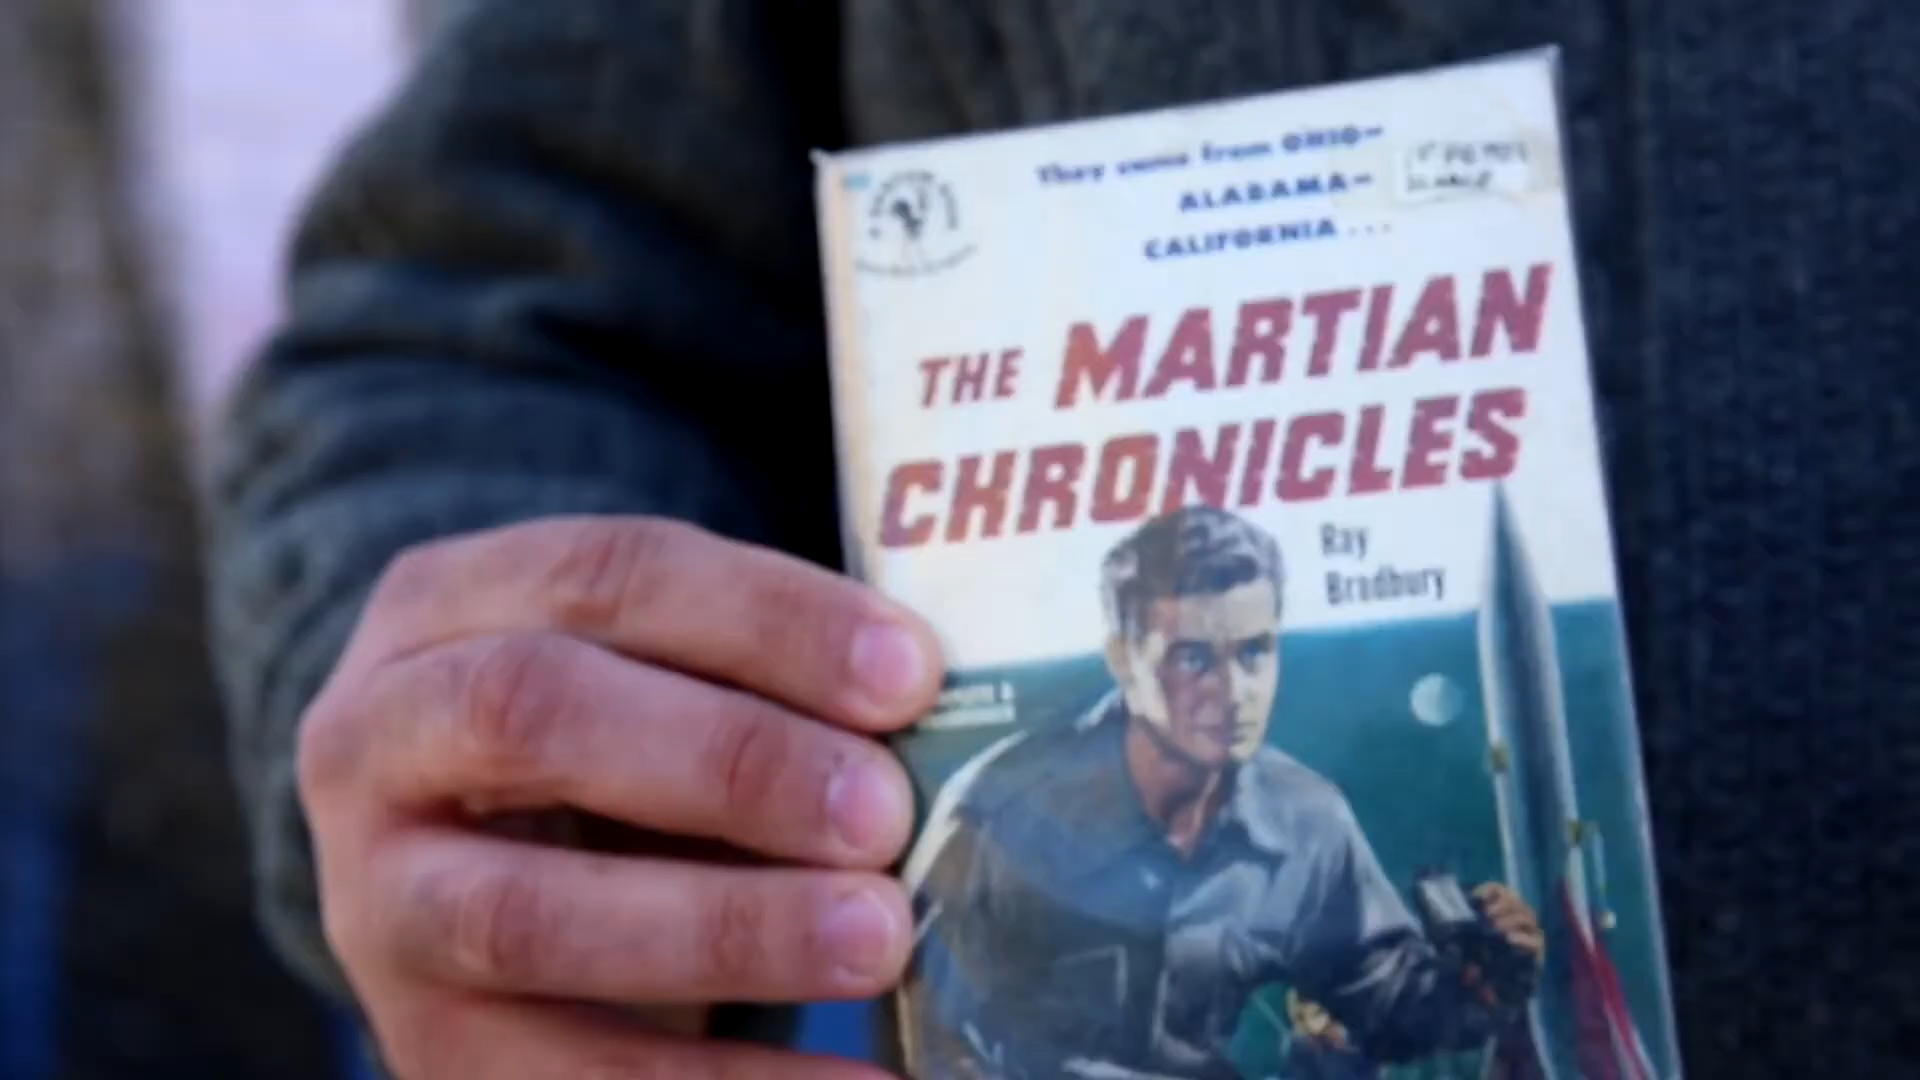 They came from OHIO—
ALABAMA—
CALIFORNIA ...
THE MARTIAN
CHRONICLES
Ray
Bradbury